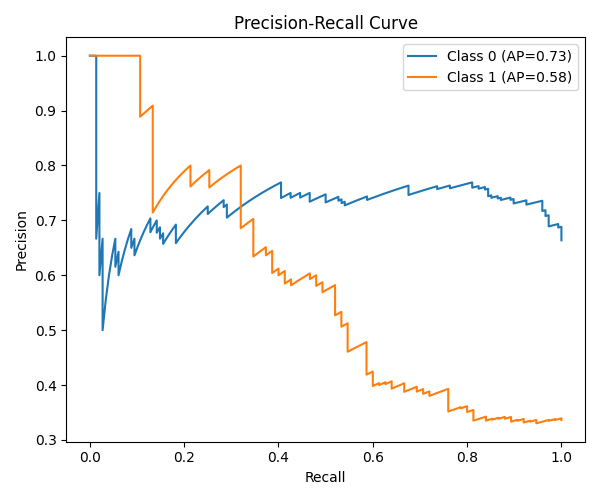 Precision-Recall Curve
Class 0 (AP=0.73)
Class 1 (AP=0.58)
Precision
1.0
0.9
0.8
0.7
0.6
0.5
0.4
0.3
0.0 0.2 0.4 0.6 0.8 1.0
Recall